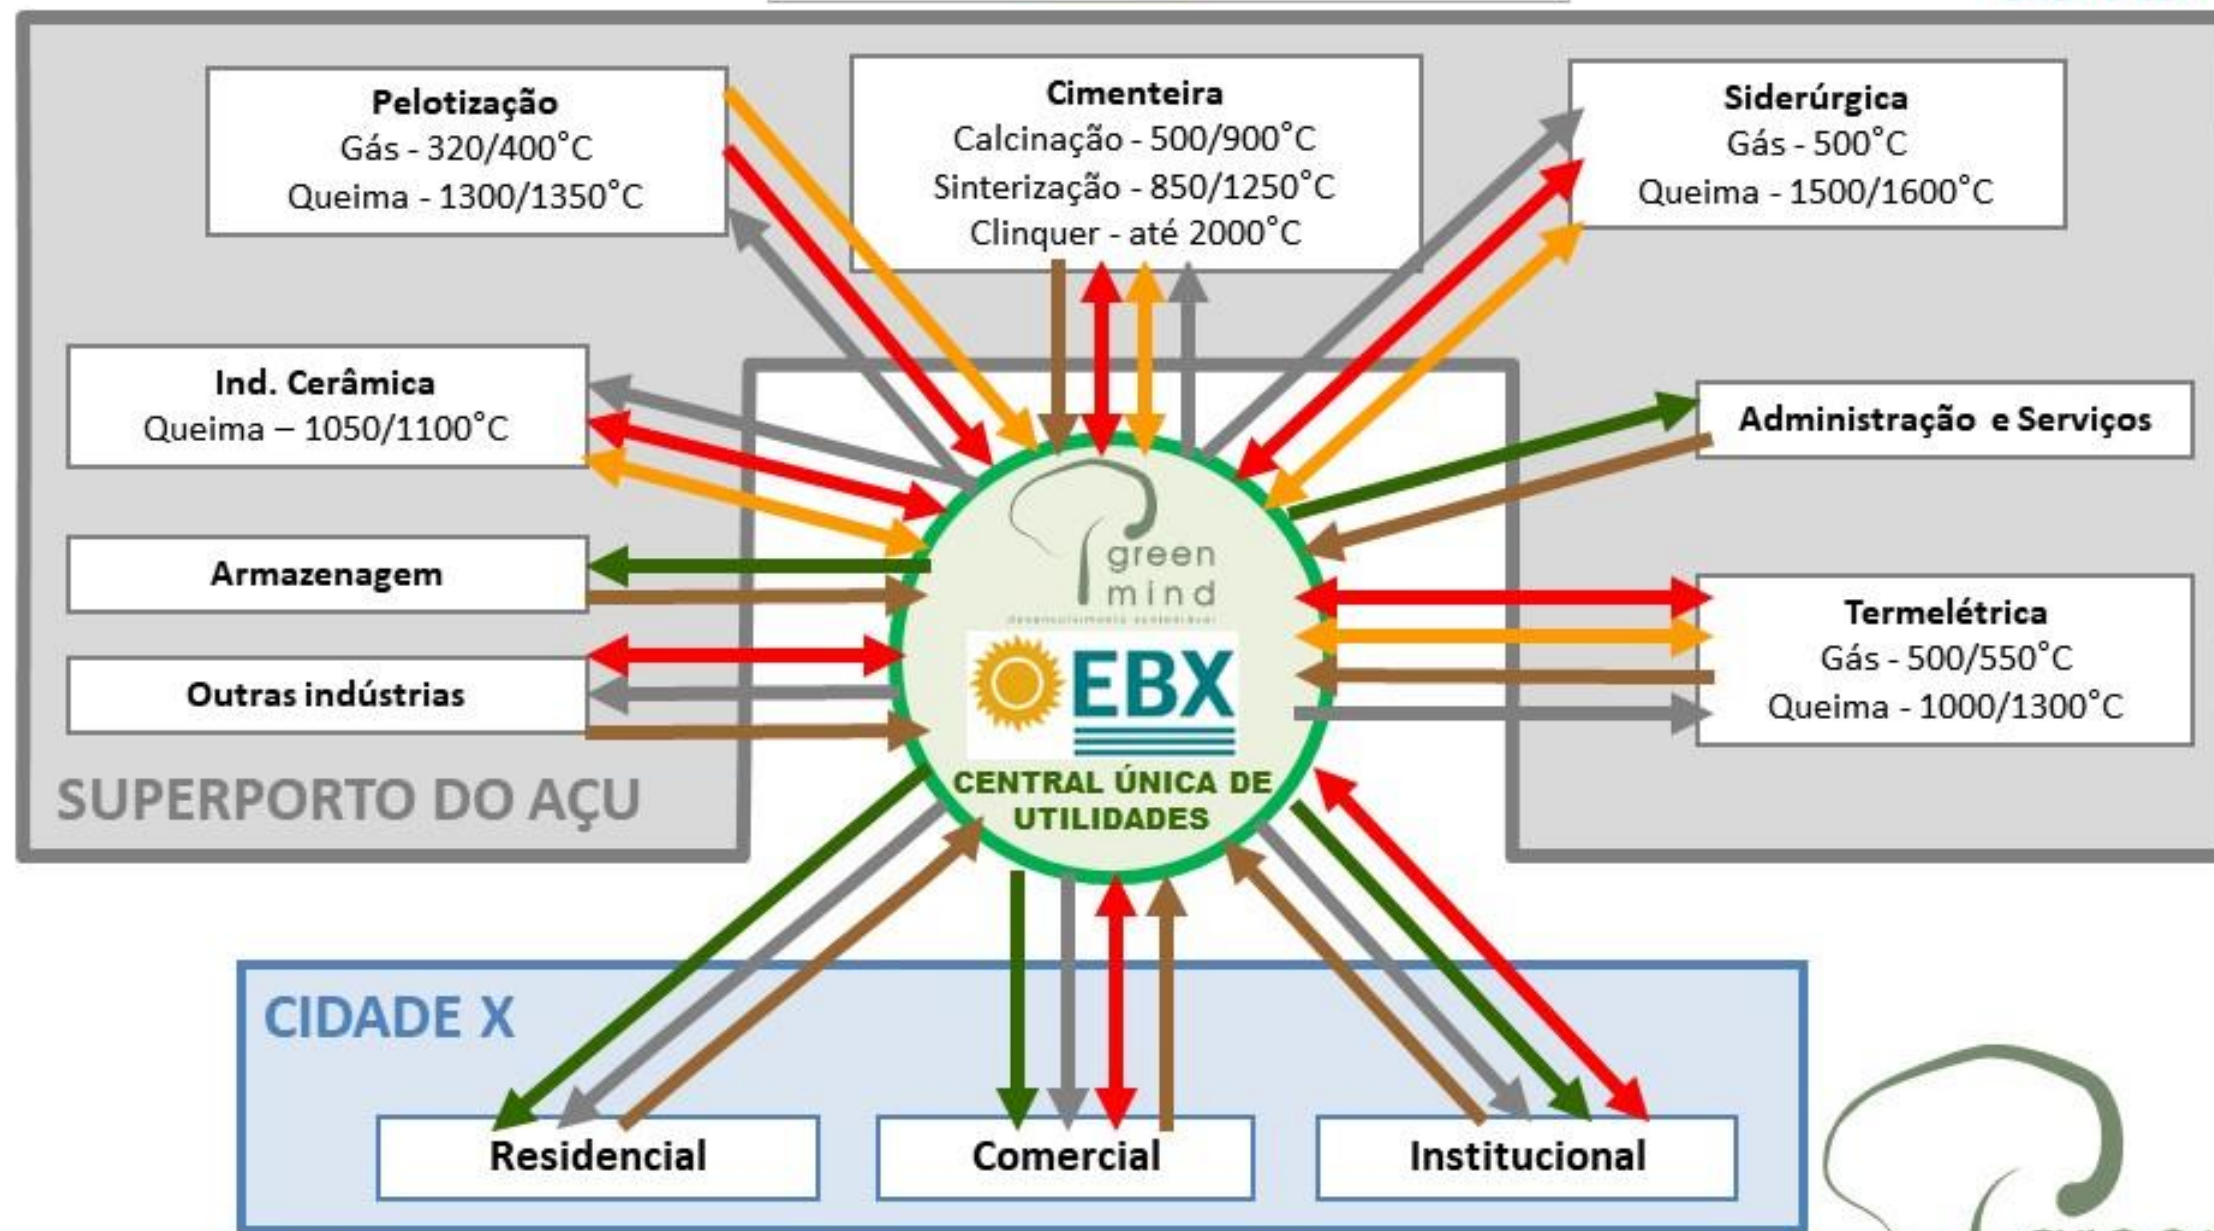 Pelotização
Gás - 320/400°C
Queima - 1300/1350°C
Cimenteira
Calcinação - 500/900°C
Sinterização - 850/1250°C
Clinquer - até 2000°C
Siderúrgica
Gás - 500°C
Queima - 1500/1600°C
Ind. Cerâmica
Queima – 1050/1100°C
Administração e Serviços
Armazenagem
Outras indústrias
Termelétrica
Gás - 500/550°C
Queima - 1000/1300°C
green
mind
desenvolvimento sustentável
EBX
CENTRAL ÚNICA DE
UTILIDADES
SUPERPORTO DO AÇU
CIDADE X
Residencial
Comercial
Institucional